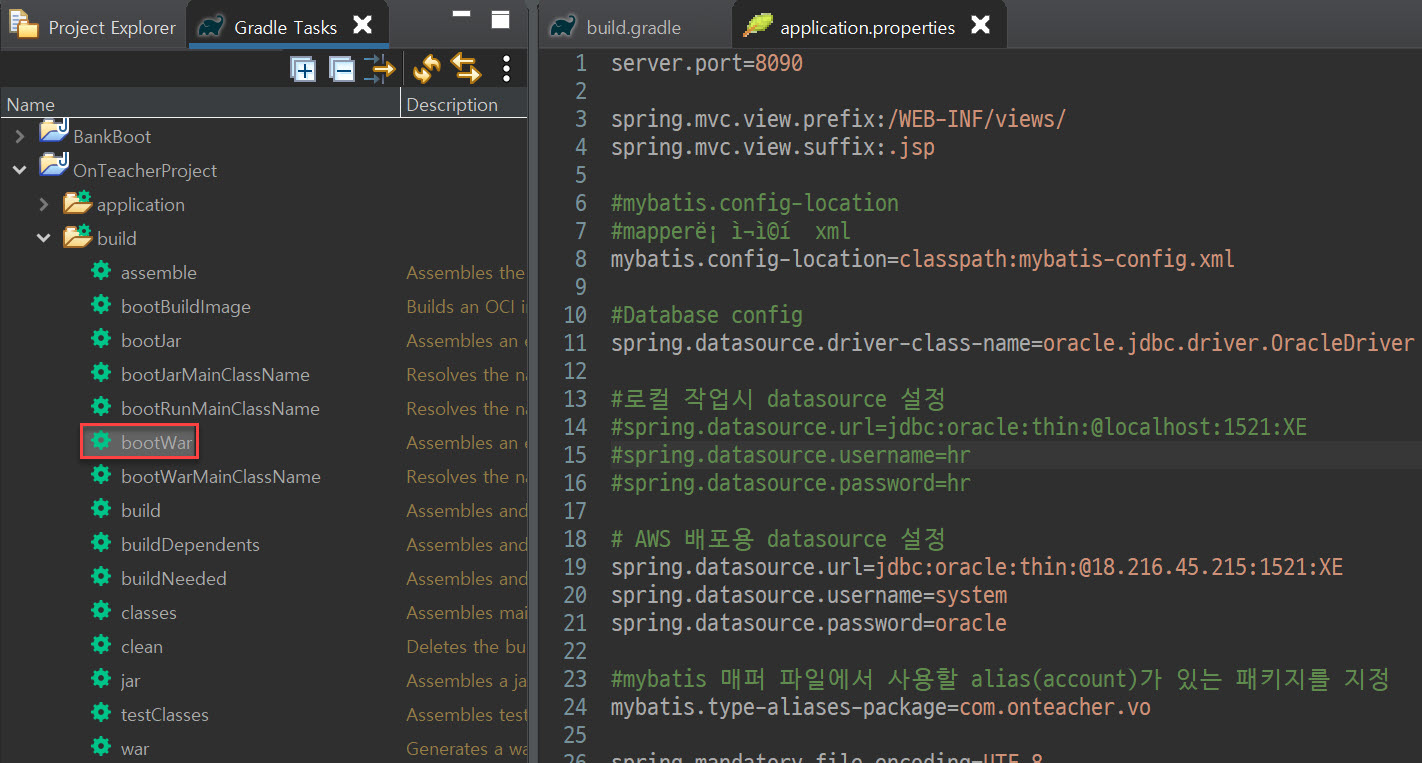 Project Explorer
Gradle Tasks
Name Description
BankBoot
OnTeacherProject
application
build
assemble Assembles the
bootBuildImage Builds an OCI
bootJar Assembles an
bootJarMainClassName Resolves the
bootRunMainClassName Resolves the
bootWar Assembles an
bootWarMainClassName Resolves the
build Assembles and
buildDependents Assembles and
buildNeeded Assembles and
classes Assembles mai
clean Deletes the bu
jar Assembles a ja
testClasses Assembles test
war Generates a wa
build.gradle
application.properties
1 server.port=8090
2
3 spring.mvc.view.prefix:/WEB-INF/views/
4 spring.mvc.view.suffix:.jsp
5
6 #mybatis.config-location
7 #mapperë¡ ì¬ì©í xml
8 mybatis.config-location=classpath:mybatis-config.xml
9
10 #Database config
11 spring.datasource.driver-class-name=oracle.jdbc.driver.OracleDriver
12
13 #로컬 작업시 datasource 설정
14 #spring.datasource.url=jdbc:oracle:thin:@localhost:1521:XE
15 #spring.datasource.username=hr
16 #spring.datasource.password=hr
17
18 # AWS 배포용 datasource 설정
19 spring.datasource.url=jdbc:oracle:thin:@18.216.45.215:1521:XE
20 spring.datasource.username=system
21 spring.datasource.password=oracle
22
23 #mybatis 매퍼 파일에서 사용할 alias(account)가 있는 패키지를 지정
24 mybatis.type-aliases-package=com.onteacher.vo
25
26 spring.mandatory-file-encoding=UTF-8